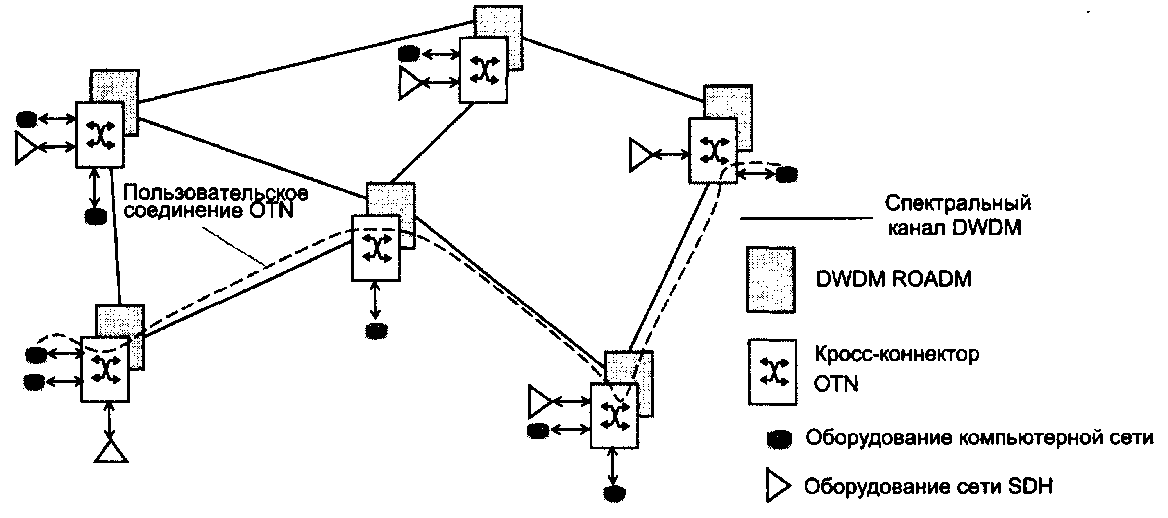 Пользовательское
соединение OTN
Спектральный
канал DWDM
DWDM ROADM
Кросс-коннектор
OTN
Оборудование компьютерной сети
Оборудование сети SDH